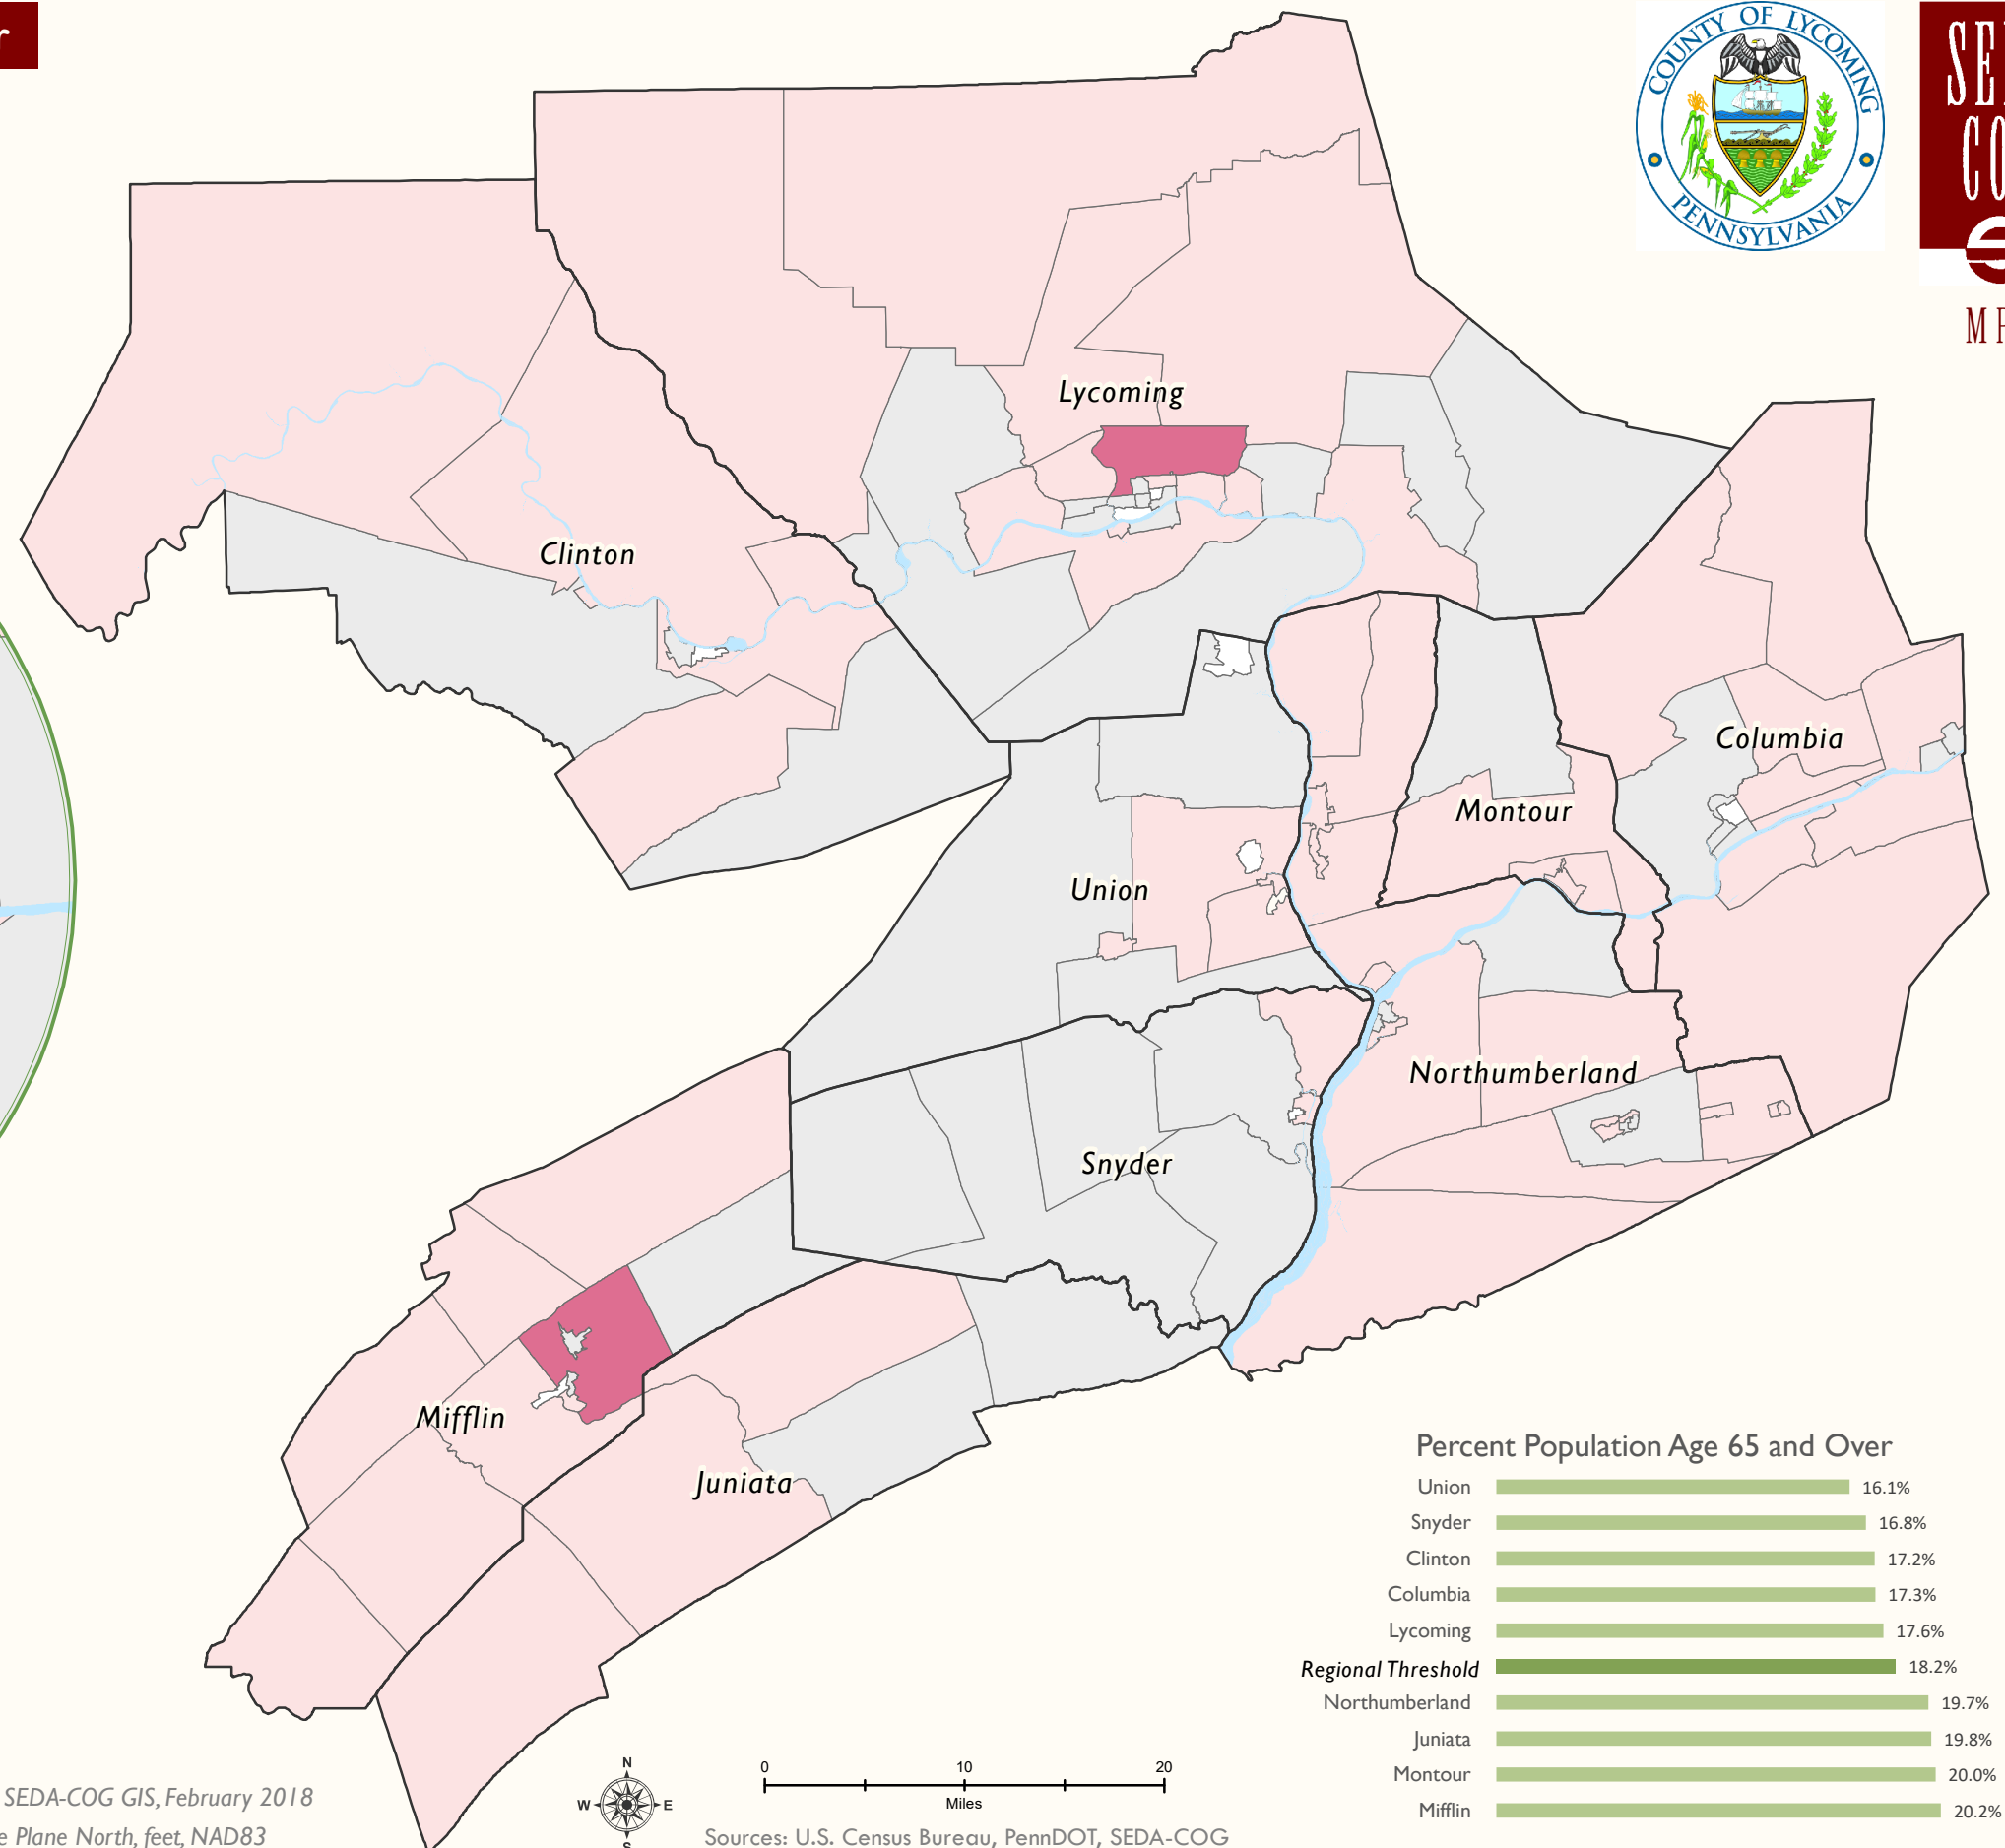 COUNTY OF LYCOMING
PENNSYLVANIA
Lycoming
Clinton
Columbia
Montour
Union
Northumberland
Snyder
Mifflin
Juniata
Percent Population Age 65 and Over
Union 16.1%
Snyder 16.8%
Clinton 17.2%
Columbia 17.3%
Lycoming 17.6%
Regional Threshold 18.2%
Northumberland 19.7%
Juniata 19.8%
Montour 20.0%
Mifflin 20.2%
N
W E
S
0 10 20
Miles
SEDA-COG GIS, February 2018
Plane North, feet, NAD83
Sources: U.S. Census Bureau, PennDOT, SEDA-COG